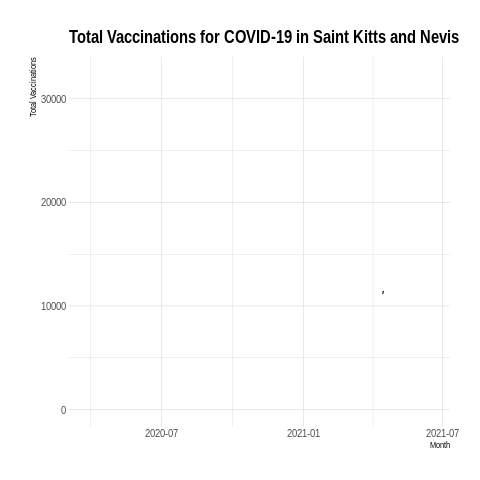 Total Vaccinations for COVID-19 in Saint Kitts and Nevis
Total Vaccinations
30000
20000
10000
0
2020-07
2021-01
2021-07
Month